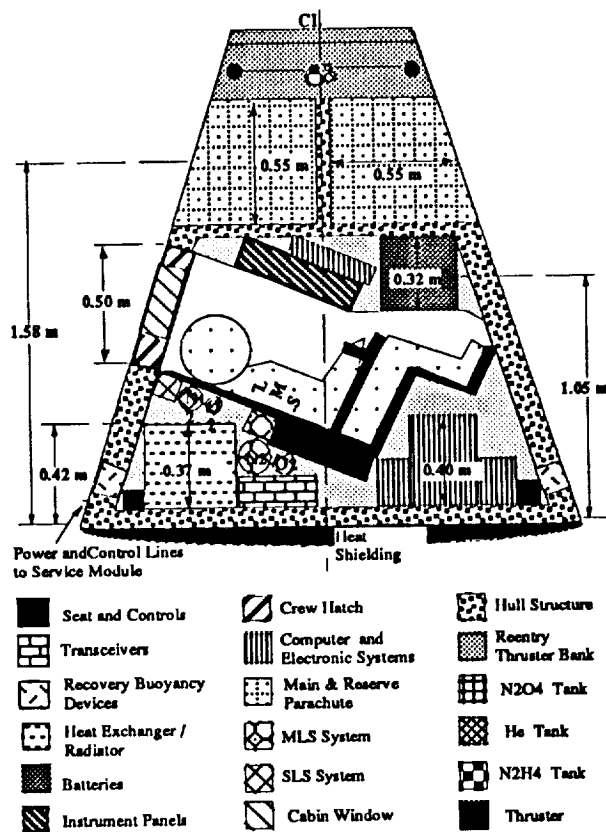 CL
0.55 m
0.55 m
0.50 m
0.32 m
1.58 m
1.05 m
0.42 m
0.37 m
0.40 m
L M S
Power and Control Lines
to Service Module
Heat
Shielding
Seat and Controls
Crew Hatch
Hull Structure
Transceivers
Computer and
Electronic Systems
Reentry
Thruster Bank
Recovery Buoyancy
Devices
Main & Reserve
Parachute
N2O4 Tank
Heat Exchanger /
Radiator
MLS System
He Tank
Batteries
SLS System
N2H4 Tank
Instrument Panels
Cabin Window
Thruster